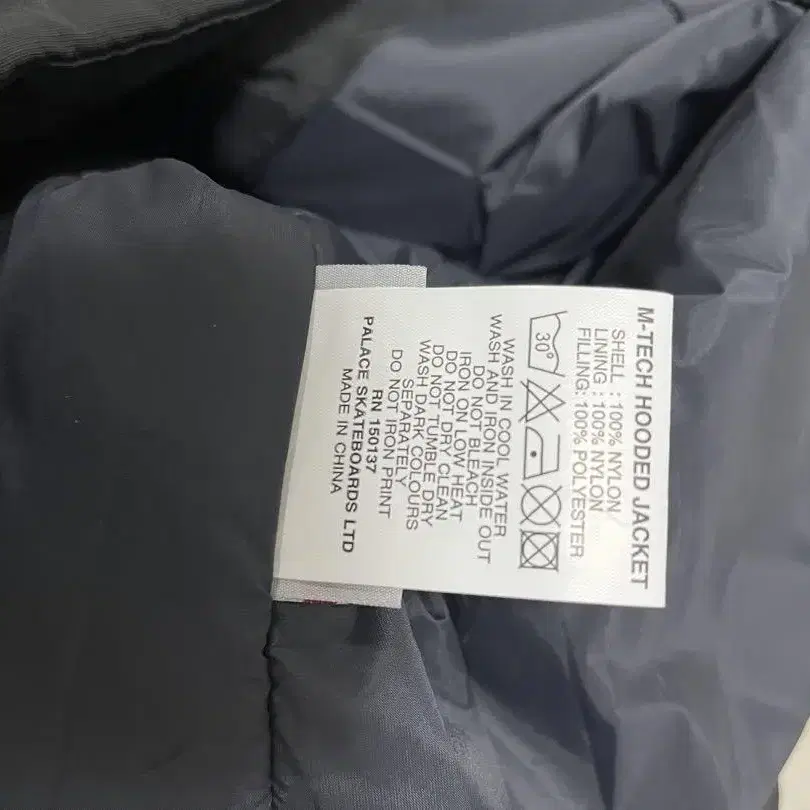 M-TECH HOODED JACKET
SHELL : 100% NYLON
LINING : 100% NYLON
FILLING: 100% POLYESTER
30°
WASH IN COOL WATER
WASH AND IRON INSIDE OUT
DO NOT BLEACH
IRON ON LOW HEAT
DO NOT DRY CLEAN
DO NOT TUMBLE DRY
WASH DARK COLOURS
SEPARATELY
DO NOT IRON PRINT
RN 150137
PALACE SKATEBOARDS LTD
MADE IN CHINA